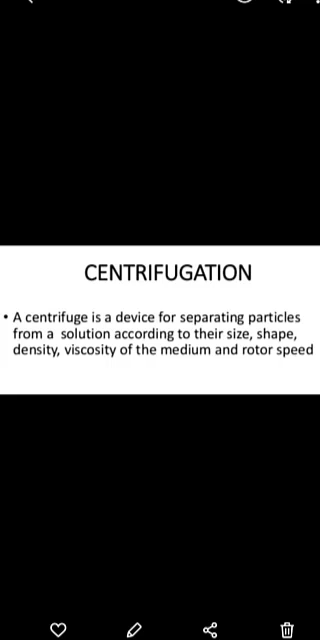 CENTRIFUGATION
• A centrifuge is a device for separating particles
from a  solution according to their size, shape,
density, viscosity of the medium and rotor speed